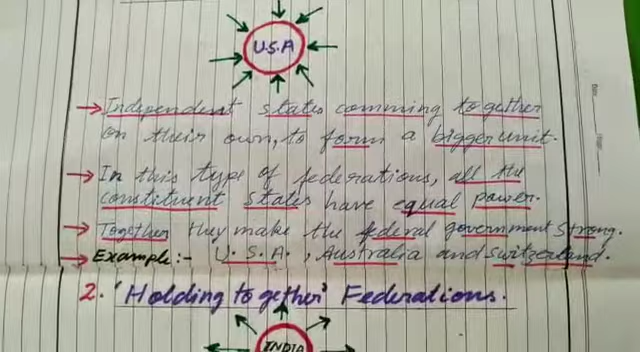 U.S.A
→ Independent states comming together
on their own, to form a bigger unit.
→ In this type of federations, all the
constituent states have equal power.
→ Together they make the federal government strong.
→ Example:- U.S.A., Australia and Switzerland.
2. 'Holding together' Federations.
INDIA